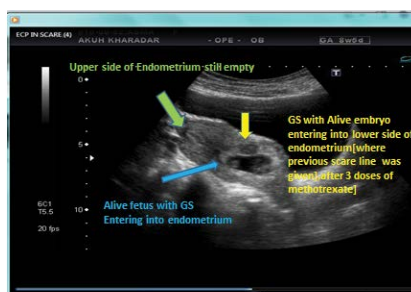 ECP IN SCARE.(4)
AKUH KHARADAR - OPE - OB GA 8w5d
T
Upper side of Endometrium still empty
0
GS with Alive embryo
entering into lower side of
endometrium[where
previous scare line was
given],after 3 doses of
methotrexate]
5
Alive fetus with GS
Entering into endometrium
6C1
T5.5
10
20 fps